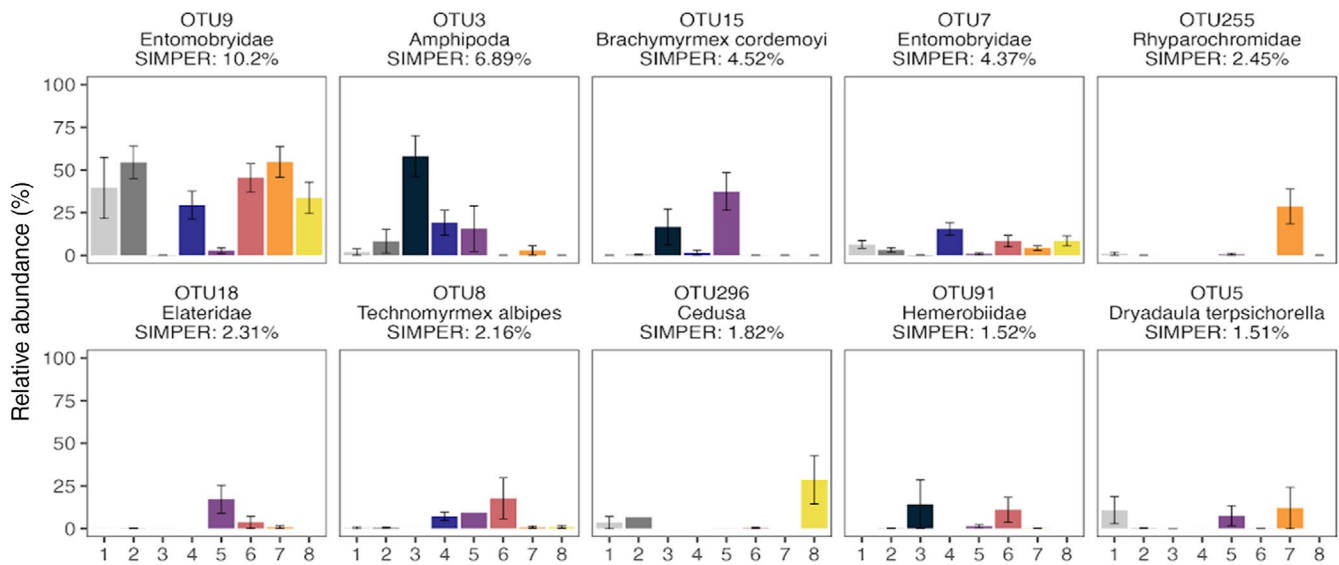 OTU9
Entomobryidae
SIMPER: 10.2%
OTU3
Amphipoda
SIMPER: 6.89%
OTU15
Brachymyrmex cordemoyi
SIMPER: 4.52%
OTU7
Entomobryidae
SIMPER: 4.37%
OTU255
Rhyparochromidae
SIMPER: 2.45%
100
75
50
25
0
Relative abundance (%)
OTU18
Elateridae
SIMPER: 2.31%
OTU8
Technomyrmex albipes
SIMPER: 2.16%
OTU296
Cedusa
SIMPER: 1.82%
OTU91
Hemerobiidae
SIMPER: 1.52%
OTU5
Dryadaula terpsichorella
SIMPER: 1.51%
100
75
50
25
0
1 2 3 4 5 6 7 8
1 2 3 4 5 6 7 8
1 2 3 4 5 6 7 8
1 2 3 4 5 6 7 8
1 2 3 4 5 6 7 8